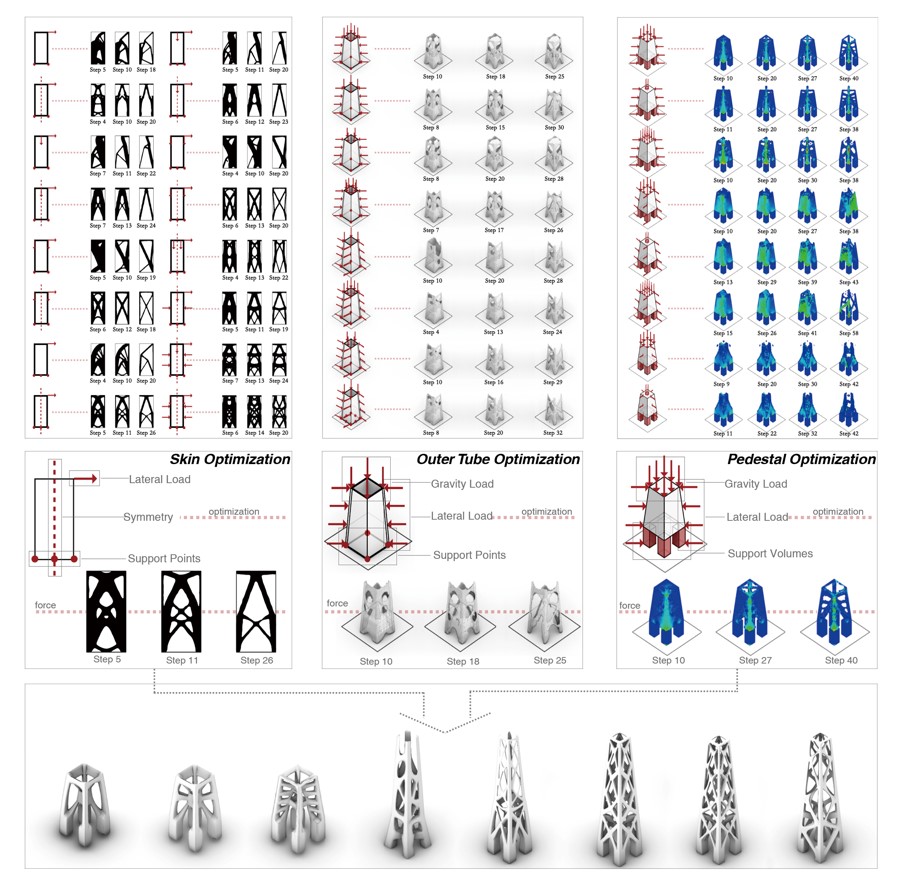 Step 5 Step 10 Step 18 Step 5 Step 11 Step 20
Step 4 Step 10 Step 20 Step 6 Step 12 Step 23
Step 7 Step 11 Step 22 Step 4 Step 10 Step 20
Step 7 Step 11 Step 24 Step 6 Step 13 Step 20
Step 5 Step 10 Step 19 Step 4 Step 13 Step 22
Step 6 Step 12 Step 18 Step 5 Step 11 Step 19
Step 4 Step 10 Step 20 Step 7 Step 13 Step 24
Step 5 Step 11 Step 26 Step 6 Step 14 Step 20
Step 10 Step 18 Step 25
Step 8 Step 15 Step 30
Step 8 Step 20 Step 28
Step 7 Step 17 Step 26
Step 10 Step 20 Step 28
Step 4 Step 13 Step 24
Step 10 Step 16 Step 29
Step 8 Step 20 Step 32
Step 10 Step 20 Step 27 Step 40
Step 11 Step 20 Step 27 Step 38
Step 10 Step 20 Step 30 Step 38
Step 7 Step 20 Step 28 Step 38
Step 13 Step 29 Step 39 Step 43
Step 15 Step 26 Step 41 Step 58
Step 9 Step 20 Step 30 Step 42
Step 11 Step 22 Step 32 Step 42
Skin Optimization
Lateral Load
Symmetry
optimization
Support Points
force
Step 5 Step 11 Step 26
Outer Tube Optimization
Gravity Load
Lateral Load
optimization
Support Points
force
Step 10 Step 18 Step 25
Pedestal Optimization
Gravity Load
Lateral Load
optimization
Support Volumes
force
Step 10 Step 27 Step 40